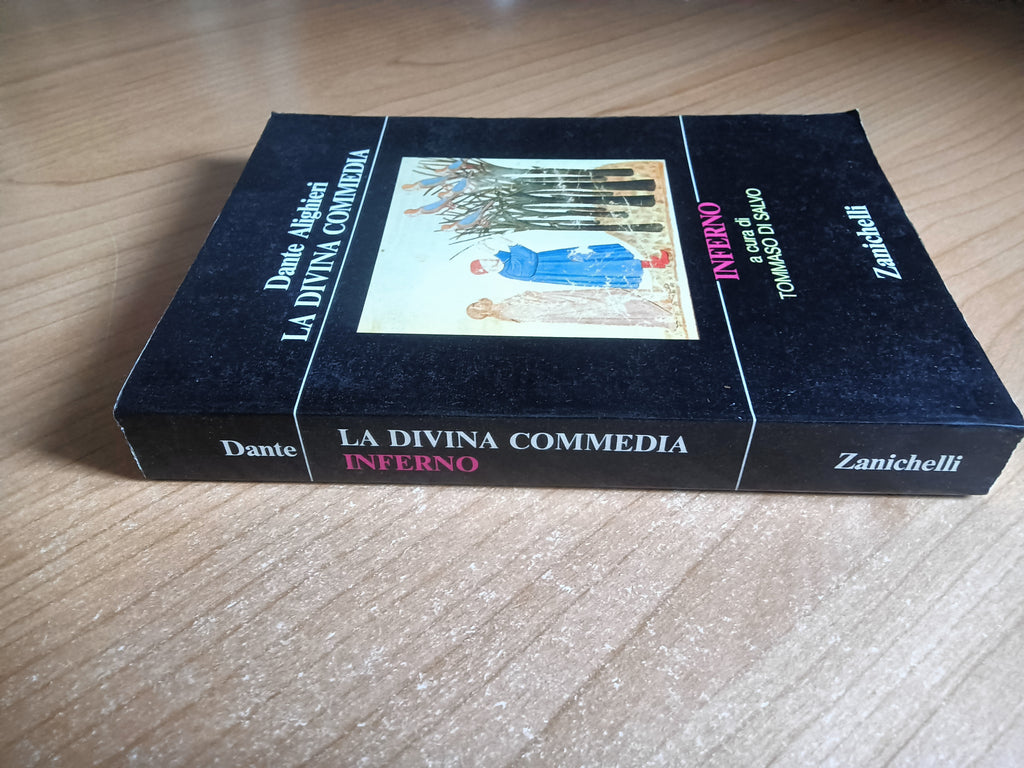 Dante Alighieri
LA DIVINA COMMEDIA
INFERNO
a cura di
TOMMASO DI SALVO
Zanichelli
Dante
LA DIVINA COMMEDIA
INFERNO
Zanichelli